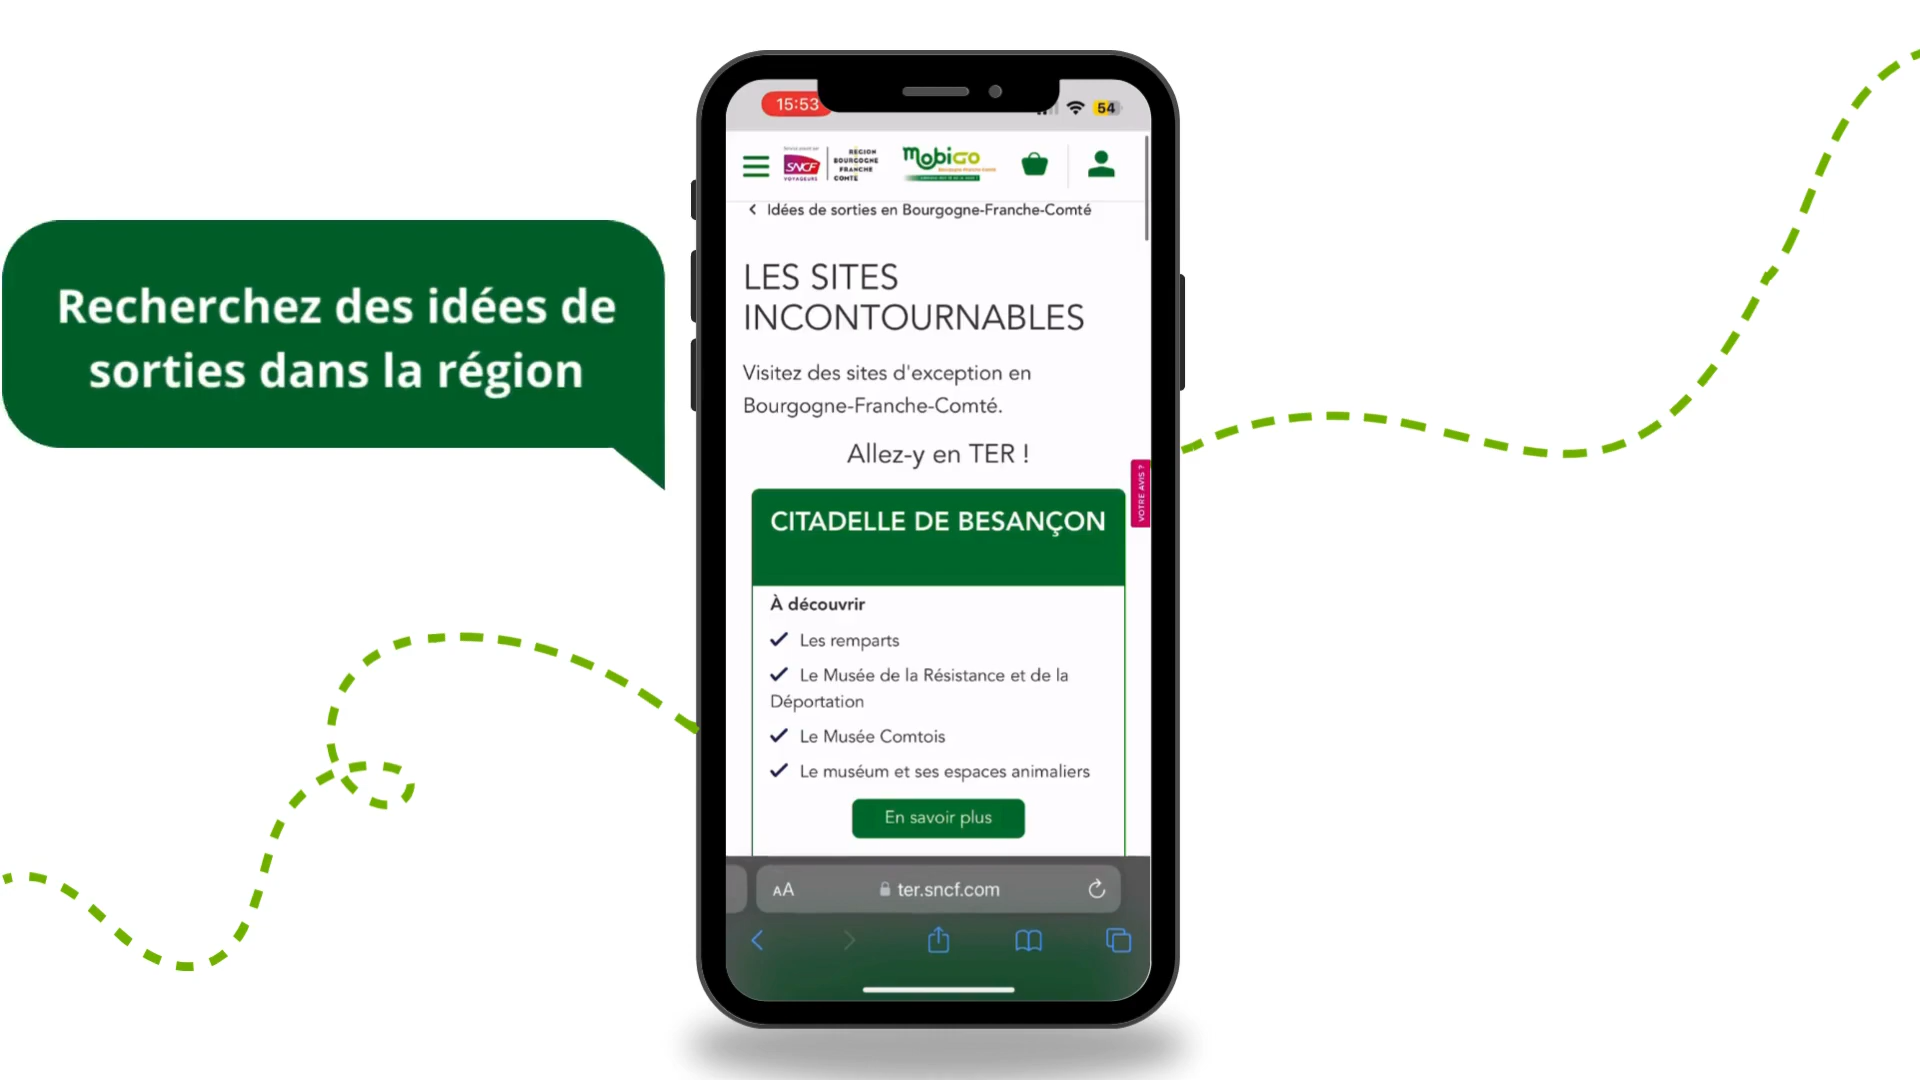 Recherchez des idées de
sorties dans la région
15:53
54
SNCF
VOYAGEURS
RÉGION
BOURGOGNE
FRANCHE
COMTÉ
MobiGo
Idées de sorties en Bourgogne-Franche-Comté
LES SITES
INCONTOURNABLES
Visitez des sites d'exception en
Bourgogne-Franche-Comté.
Allez-y en TER !
VOTRE AVIS ?
CITADELLE DE BESANÇON
À découvrir
Les remparts
Le Musée de la Résistance et de la
Déportation
Le Musée Comtois
Le muséum et ses espaces animaliers
En savoir plus
AA
ter.sncf.com